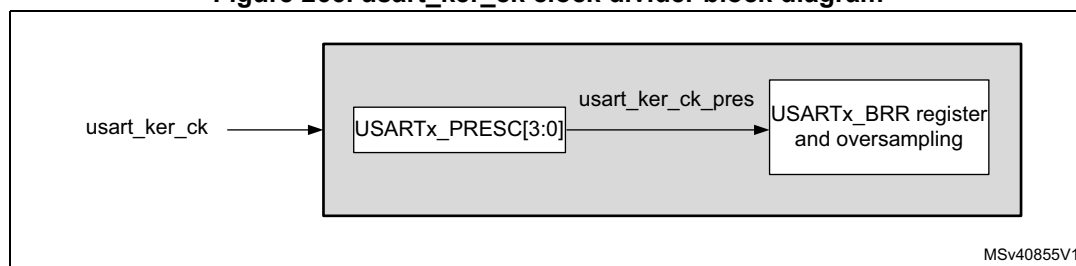 usart_ker_ck
USARTx_PRESC[3:0]
usart_ker_ck_pres
USARTx_BRR register
and oversampling
MSv40855V1